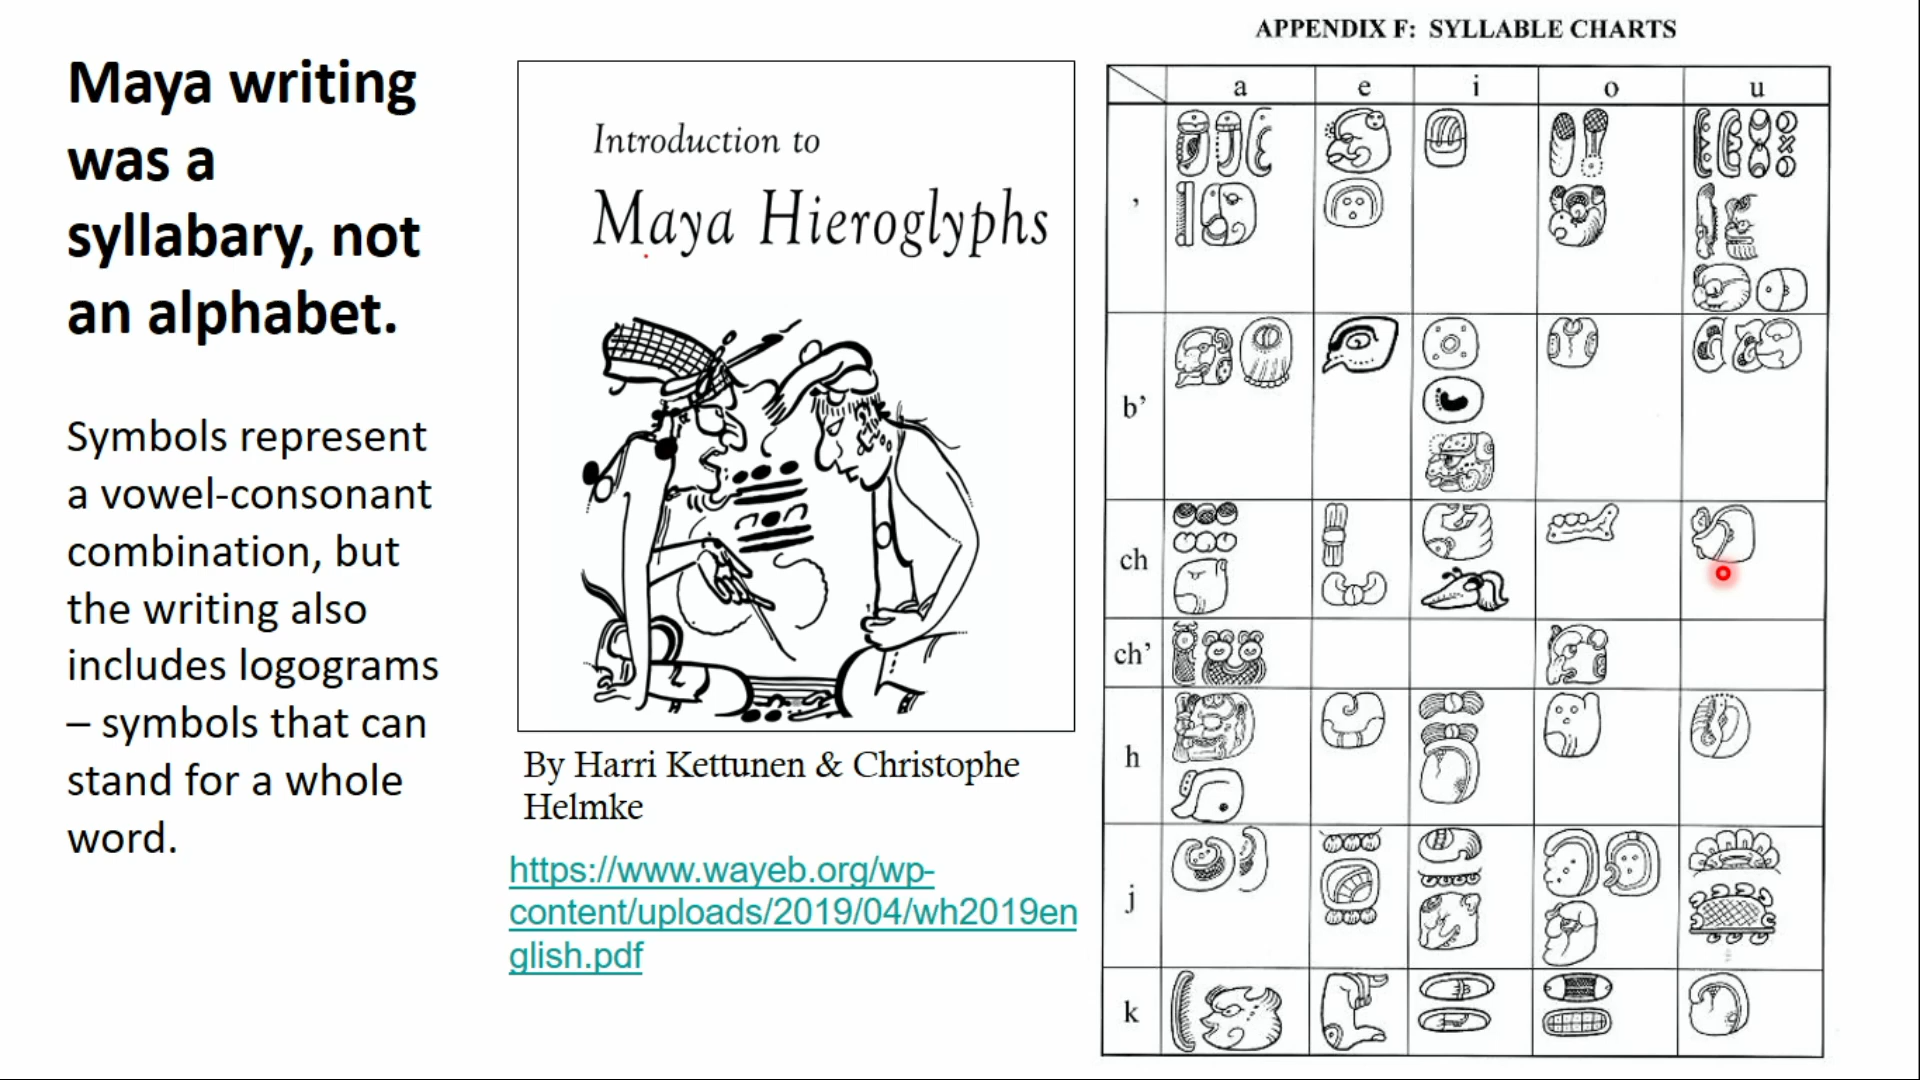 Maya writing
was a
syllabary, not
an alphabet.
Symbols represent
a vowel-consonant
combination, but
the writing also
includes logograms
– symbols that can
stand for a whole
word.
Introduction to
Maya Hieroglyphs
By Harri Kettunen & Christophe
Helmke
https://www.wayeb.org/wp-
content/uploads/2019/04/wh2019en
glish.pdf
APPENDIX F: SYLLABLE CHARTS
a e i o u
’
b’
ch
ch’
h
j
k